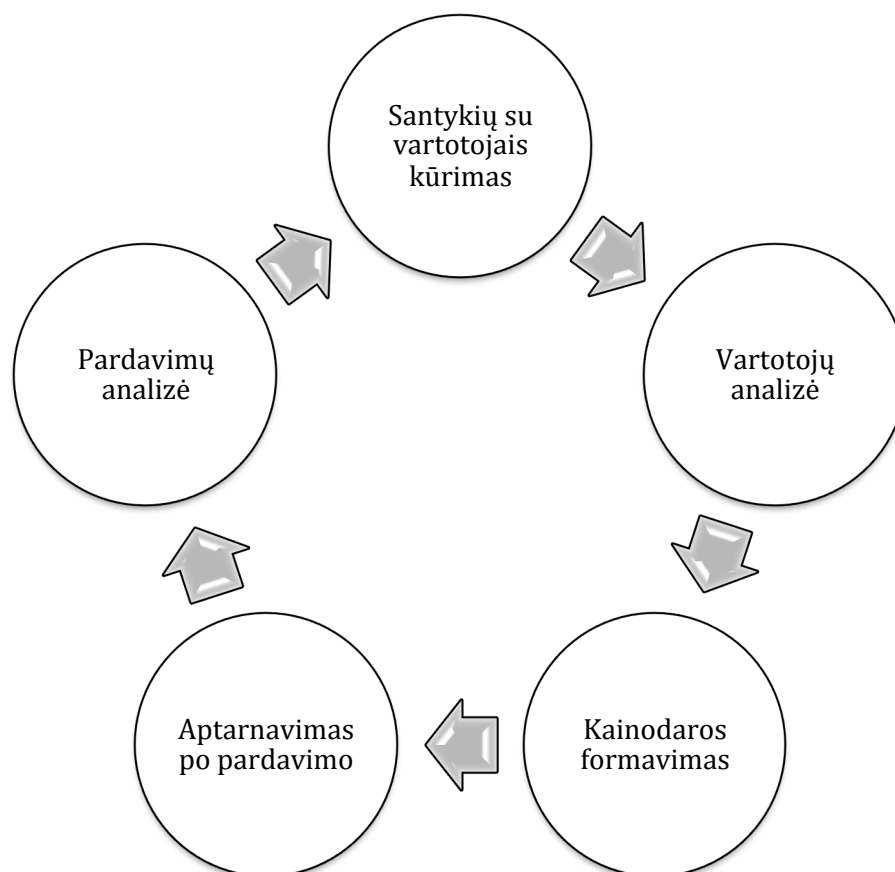 Santykių su
vartotojais
kūrimas
Vartotojų
analizė
Kainodaros
formavimas
Aptarnavimas
po pardavimo
Pardavimų
analizė